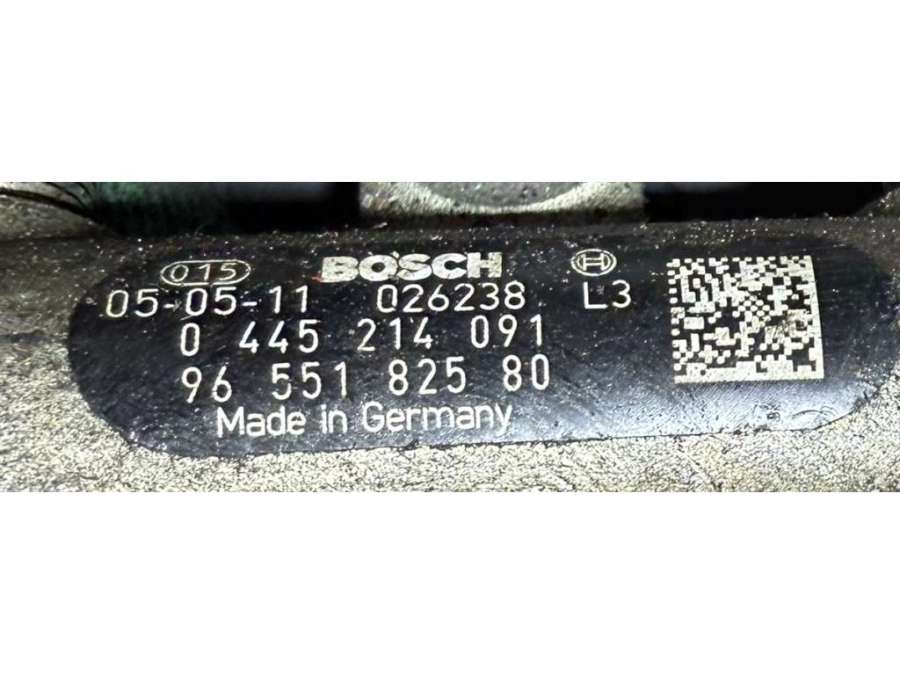 015 BOSCH
05-05-11 026238 L3
0 445 214 091
96 551 825 80
Made in Germany